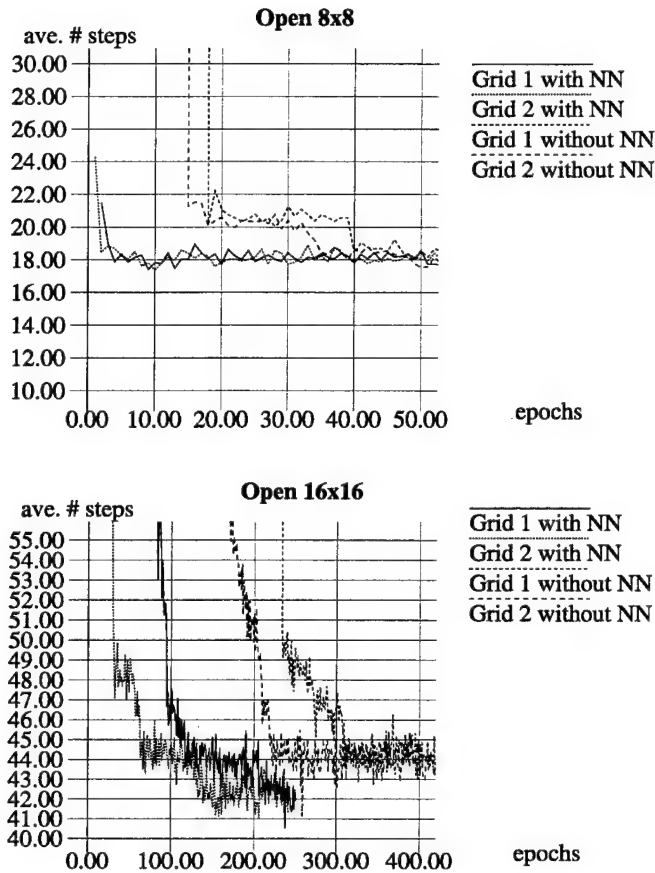 Open 8x8
ave. # steps
30.00
28.00
26.00
24.00
22.00
20.00
18.00
16.00
14.00
12.00
10.00
0.00 10.00 20.00 30.00 40.00 50.00
epochs
Grid 1 with NN
Grid 2 with NN
Grid 1 without NN
Grid 2 without NN
Open 16x16
ave. # steps
55.00
54.00
53.00
52.00
51.00
50.00
49.00
48.00
47.00
46.00
45.00
44.00
43.00
42.00
41.00
40.00
0.00 100.00 200.00 300.00 400.00
epochs
Grid 1 with NN
Grid 2 with NN
Grid 1 without NN
Grid 2 without NN